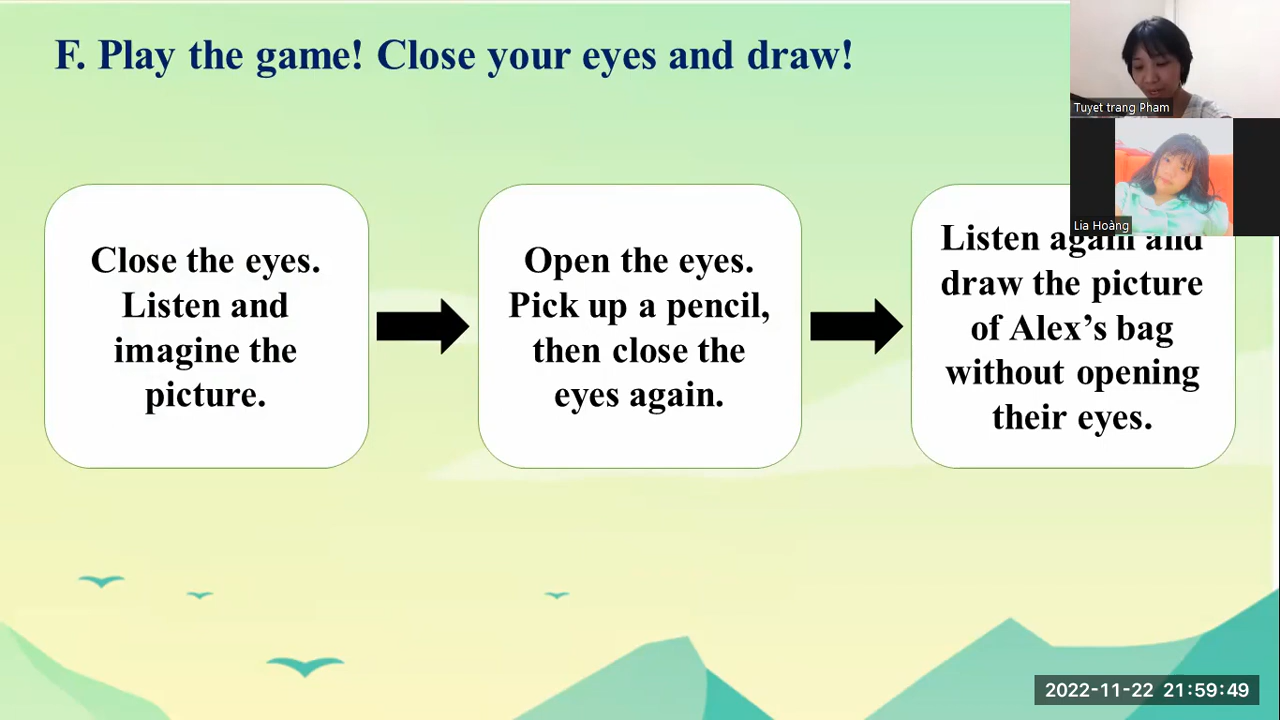 F. Play the game! Close your eyes and draw!
Tuyet trang Pham
Lia Hoàng
Close the eyes.
Listen and
imagine the
picture.
Open the eyes.
Pick up a pencil,
then close the
eyes again.
Listen again and
draw the picture
of Alex’s bag
without opening
their eyes.
2022-11-22 21:59:49